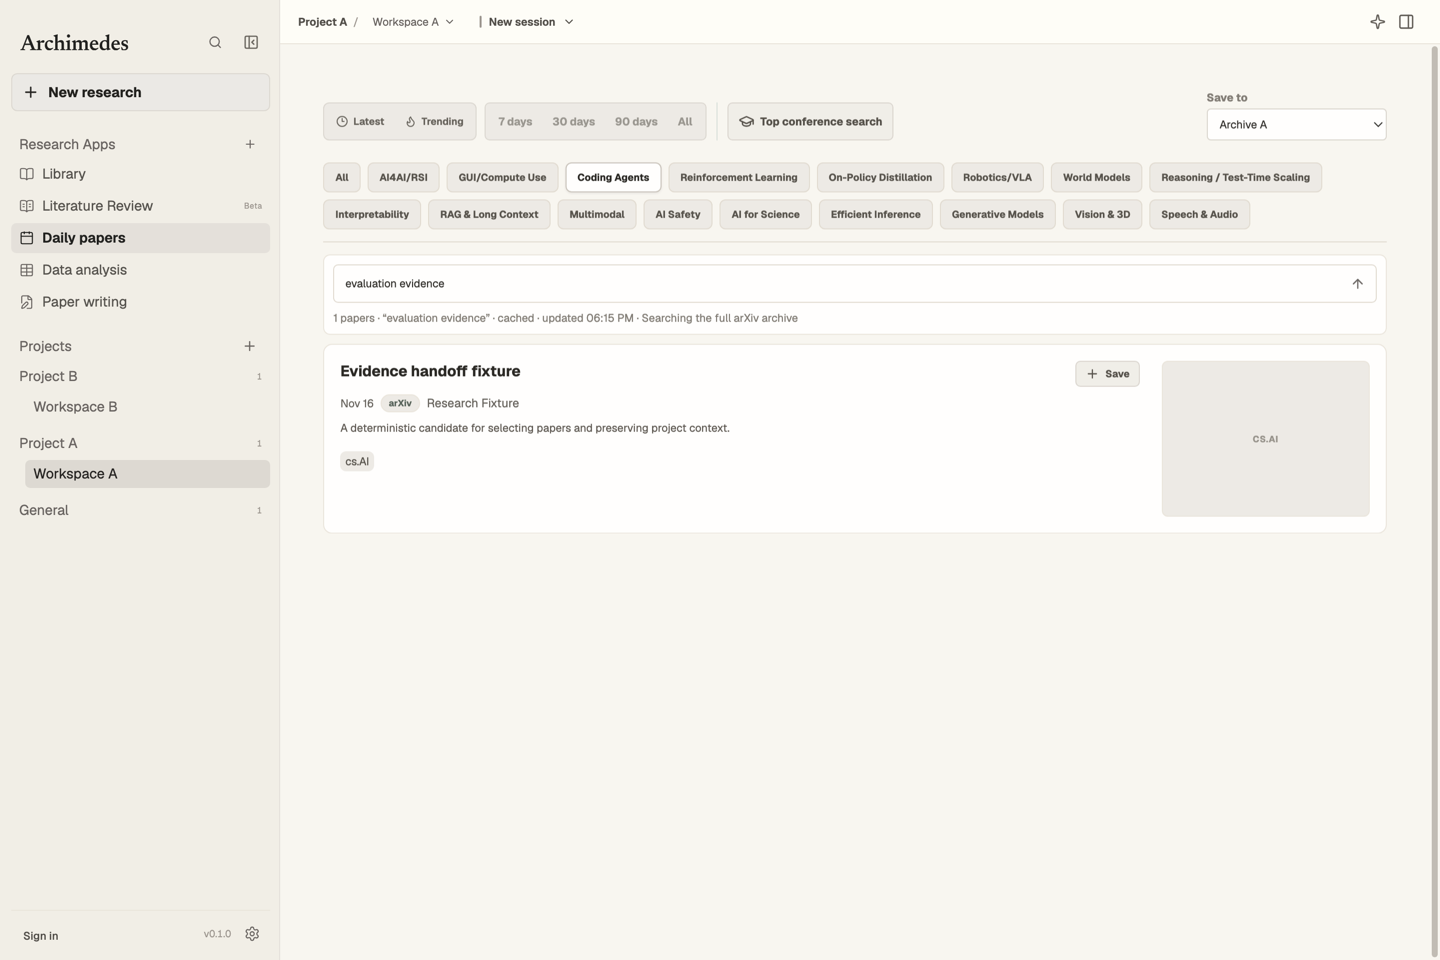 Archimedes
New research
Research Apps
Library
Literature Review Beta
Daily papers
Data analysis
Paper writing
Projects
Project B 1
Workspace B
Project A 1
Workspace A
General 1
Sign in v0.1.0
Project A / Workspace A New session
Save to
Latest Trending 7 days 30 days 90 days All Top conference search Archive A
All AI4AI/RSI GUI/Compute Use Coding Agents Reinforcement Learning On-Policy Distillation Robotics/VLA World Models Reasoning / Test-Time Scaling
Interpretability RAG & Long Context Multimodal AI Safety AI for Science Efficient Inference Generative Models Vision & 3D Speech & Audio
evaluation evidence
1 papers · “evaluation evidence” · cached · updated 06:15 PM · Searching the full arXiv archive
Evidence handoff fixture Save
Nov 16 arXiv Research Fixture
A deterministic candidate for selecting papers and preserving project context.
cs.AI
CS.AI